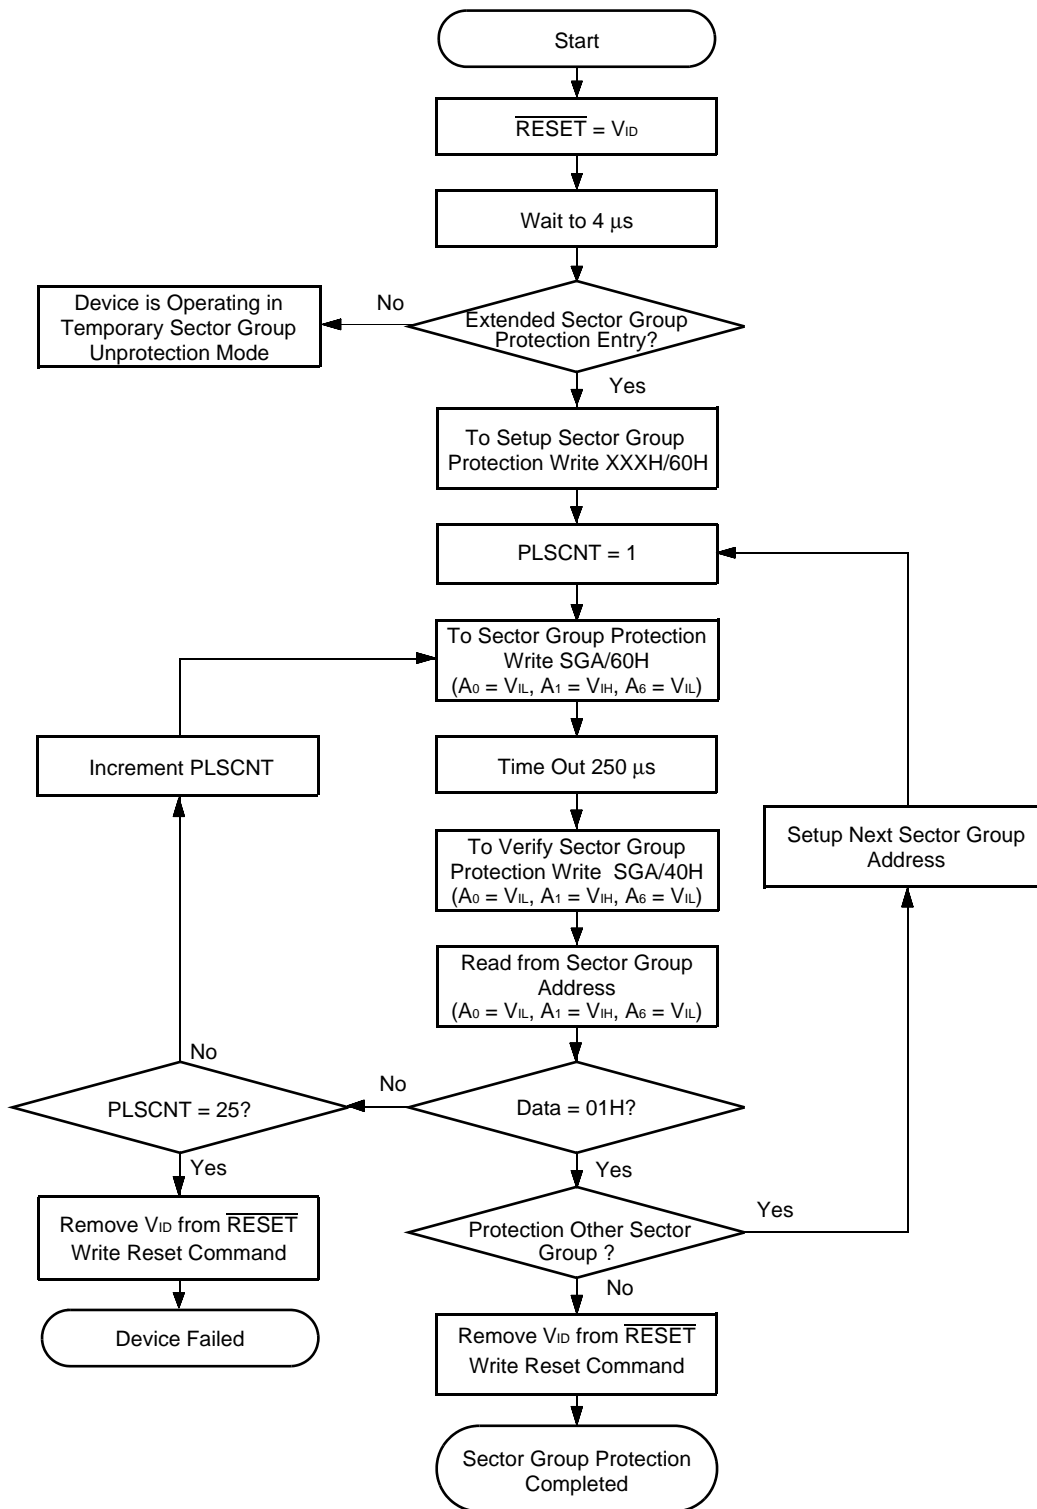 Start
RESET = VID
Wait to 4 μs
Device is Operating in
Temporary Sector Group
Unprotection Mode
No
Extended Sector Group
Protection Entry?
Yes
To Setup Sector Group
Protection Write XXXH/60H
PLSCNT = 1
To Sector Group Protection
Write SGA/60H
(A0 = VIL, A1 = VIH, A6 = VIL)
Increment PLSCNT
Time Out 250 μs
To Verify Sector Group
Protection Write SGA/40H
(A0 = VIL, A1 = VIH, A6 = VIL)
Setup Next Sector Group
Address
Read from Sector Group
Address
(A0 = VIL, A1 = VIH, A6 = VIL)
No
PLSCNT = 25?
No
Data = 01H?
Yes
Yes
Remove VID from RESET
Write Reset Command
Protection Other Sector
Group ?
Yes
No
Device Failed
Remove VID from RESET
Write Reset Command
Sector Group Protection
Completed